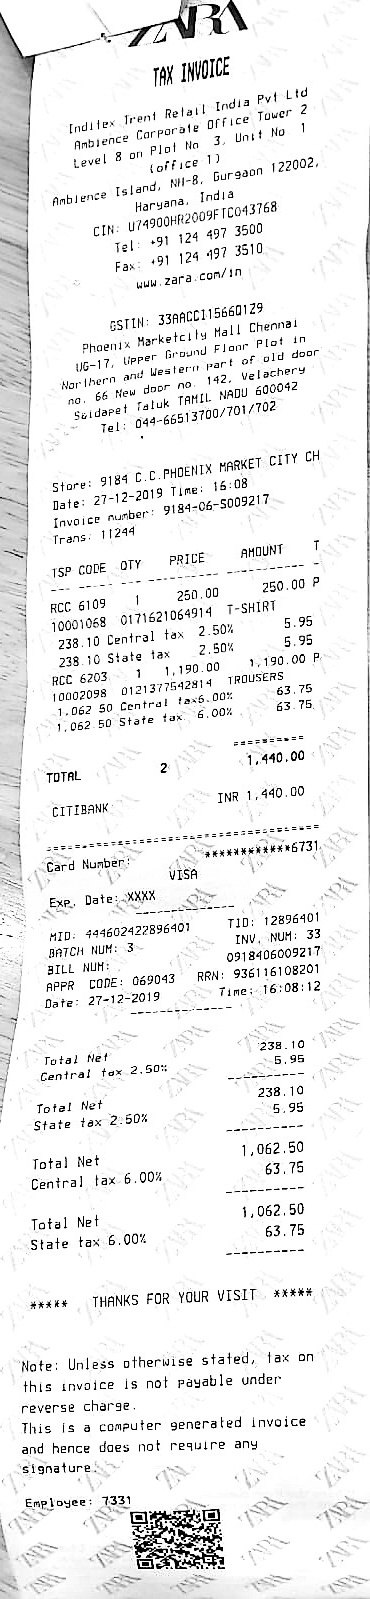 ZARA
TAX INVOICE
Inditex Trent Retail India Pvt Ltd
Ambience Corporate Office Tower 2
Level 8 on Plot No 3, Unit No 1
(office 1)
Ambience Island, NH-8, Gurgaon 122002,
Haryana, India
CIN: U74900HR2009FTC043768
Tel: +91 124 497 3500
Fax: +91 124 497 3510
www.zara.com/in
GSTIN: 33AACCI1566Q1Z9
Phoenix Marketcity Mall Chennai
UG-17, Upper Ground Floor Plot in
Northern and Western part of old door
no. 66 New door no. 142, Velachery
Saidapet Taluk TAMIL NADU 600042
Tel: 044-66513700/701/702
Store: 9184 C.C.PHOENIX MARKET CITY CH
Date: 27-12-2019 Time: 16:08
Invoice number: 9184-06-S009217
Trans: 11244
TSP CODE QTY PRICE AMOUNT T
RCC 6109 1 250.00 250.00 P
10001068 0171621064914 T-SHIRT
238.10 Central tax 2.50% 5.95
238.10 State tax 2.50% 5.95
RCC 6203 1 1,190.00 1,190.00 P
10002098 0121377542814 TROUSERS
1,062.50 Central tax 6.00% 63.75
1,062.50 State tax 6.00% 63.75
==========
TOTAL 2 1,440.00
CITIBANK INR 1,440.00
======================================
Card Number: ************6731
VISA
Exp. Date: XXXX
---------------
MID: 444602422896401 TID: 12896401
BATCH NUM: 3 INV. NUM: 33
BILL NUM: 0918406009217
APPR CODE: 069043 RRN: 936116108201
Date: 27-12-2019 Time: 16:08:12
---------------
Total Net 238.10
Central tax 2.50% 5.95
----------
Total Net 238.10
State tax 2.50% 5.95
----------
Total Net 1,062.50
Central tax 6.00% 63.75
----------
Total Net 1,062.50
State tax 6.00% 63.75
----------
***** THANKS FOR YOUR VISIT *****
Note: Unless otherwise stated, tax on
this invoice is not payable under
reverse charge.
This is a computer generated invoice
and hence does not require any
signature.
Employee: 7331